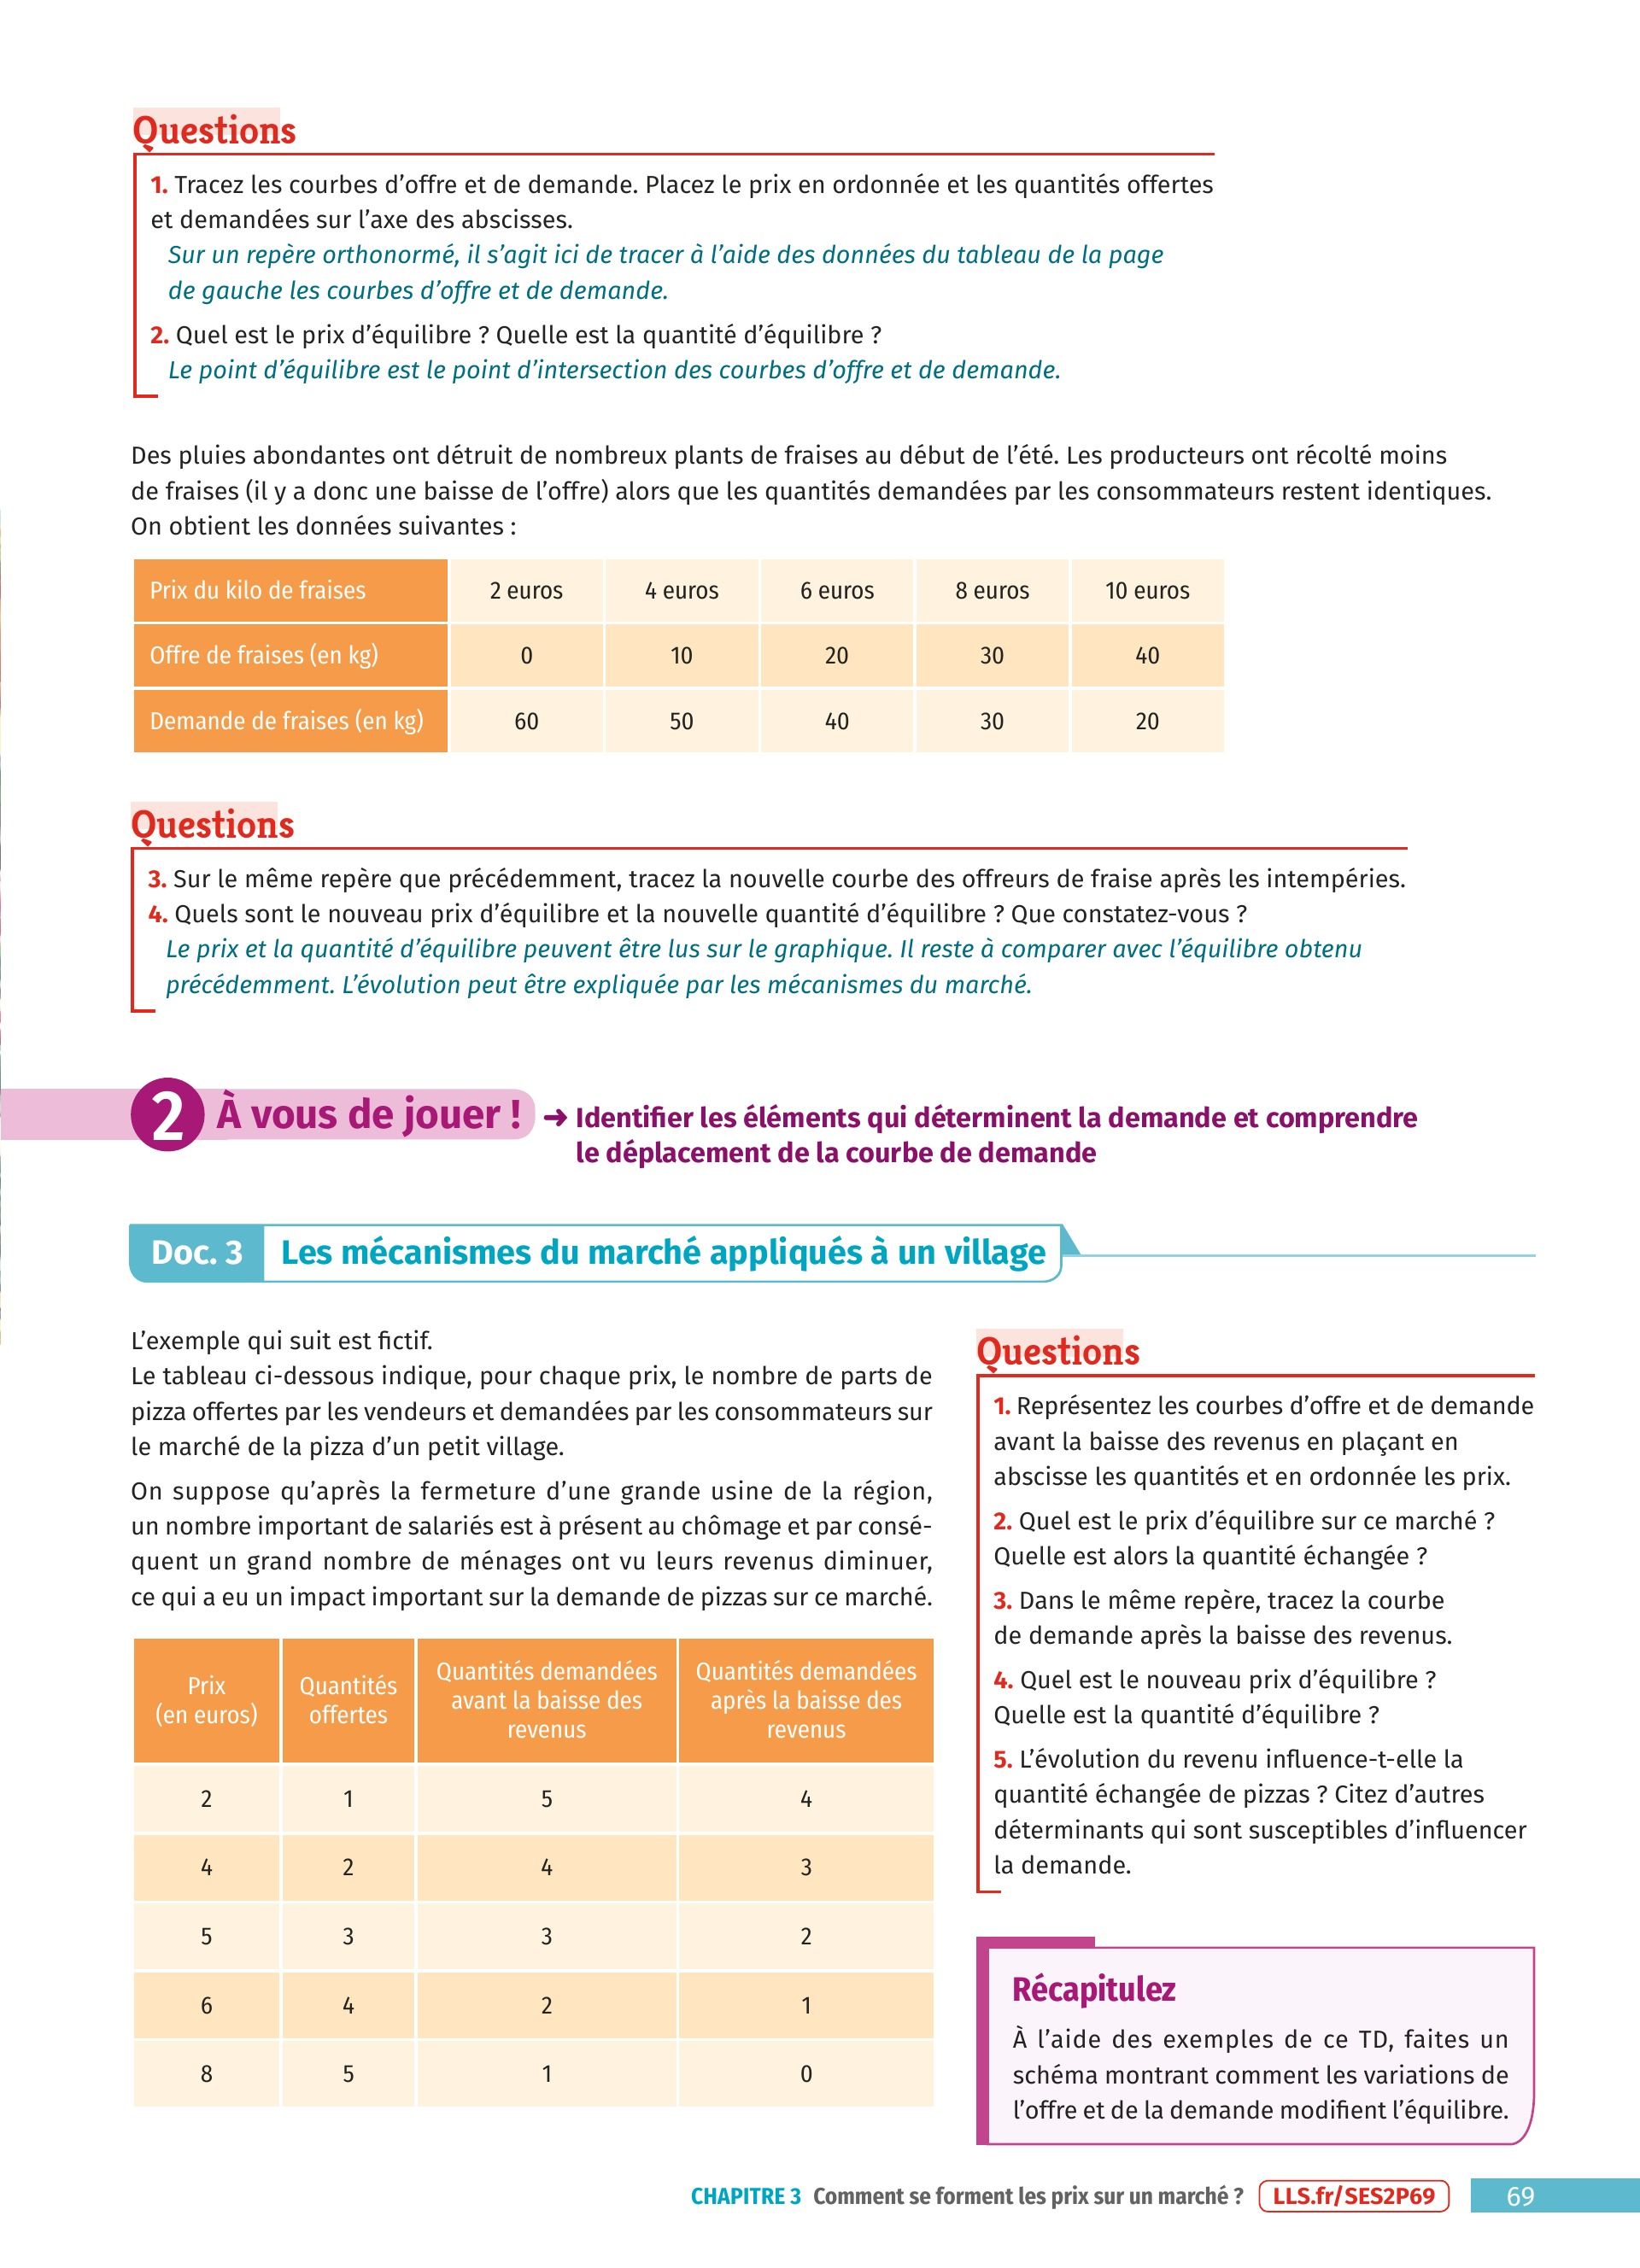 Questions
1. Tracez les courbes d’offre et de demande. Placez le prix en ordonnée et les quantités offertes
et demandées sur l’axe des abscisses.
Sur un repère orthonormé, il s’agit ici de tracer à l’aide des données du tableau de la page
de gauche les courbes d’offre et de demande.
2. Quel est le prix d’équilibre ? Quelle est la quantité d’équilibre ?
Le point d’équilibre est le point d’intersection des courbes d’offre et de demande.
Des pluies abondantes ont détruit de nombreux plants de fraises au début de l’été. Les producteurs ont récolté moins
de fraises (il y a donc une baisse de l’offre) alors que les quantités demandées par les consommateurs restent identiques.
On obtient les données suivantes :
Prix du kilo de fraises 2 euros 4 euros 6 euros 8 euros 10 euros
Offre de fraises (en kg) 0 10 20 30 40
Demande de fraises (en kg) 60 50 40 30 20
Questions
3. Sur le même repère que précédemment, tracez la nouvelle courbe des offreurs de fraise après les intempéries.
4. Quels sont le nouveau prix d’équilibre et la nouvelle quantité d’équilibre ? Que constatez-vous ?
Le prix et la quantité d’équilibre peuvent être lus sur le graphique. Il reste à comparer avec l’équilibre obtenu
précédemment. L’évolution peut être expliquée par les mécanismes du marché.
2 À vous de jouer ! → Identifier les éléments qui déterminent la demande et comprendre
le déplacement de la courbe de demande
Doc. 3 Les mécanismes du marché appliqués à un village
L’exemple qui suit est fictif.
Le tableau ci-dessous indique, pour chaque prix, le nombre de parts de
pizza offertes par les vendeurs et demandées par les consommateurs sur
le marché de la pizza d’un petit village.
On suppose qu’après la fermeture d’une grande usine de la région,
un nombre important de salariés est à présent au chômage et par consé-
quent un grand nombre de ménages ont vu leurs revenus diminuer,
ce qui a eu un impact important sur la demande de pizzas sur ce marché.
Prix
(en euros)
Quantités
offertes
Quantités demandées
avant la baisse des
revenus
Quantités demandées
après la baisse des
revenus
2 1 5 4
4 2 4 3
5 3 3 2
6 4 2 1
8 5 1 0
Questions
1. Représentez les courbes d’offre et de demande
avant la baisse des revenus en plaçant en
abscisse les quantités et en ordonnée les prix.
2. Quel est le prix d’équilibre sur ce marché ?
Quelle est alors la quantité échangée ?
3. Dans le même repère, tracez la courbe
de demande après la baisse des revenus.
4. Quel est le nouveau prix d’équilibre ?
Quelle est la quantité d’équilibre ?
5. L’évolution du revenu influence-t-elle la
quantité échangée de pizzas ? Citez d’autres
déterminants qui sont susceptibles d’influencer
la demande.
Récapitulez
À l’aide des exemples de ce TD, faites un
schéma montrant comment les variations de
l’offre et de la demande modifient l’équilibre.
CHAPITRE 3 Comment se forment les prix sur un marché ? LLS.fr/SES2P69 69